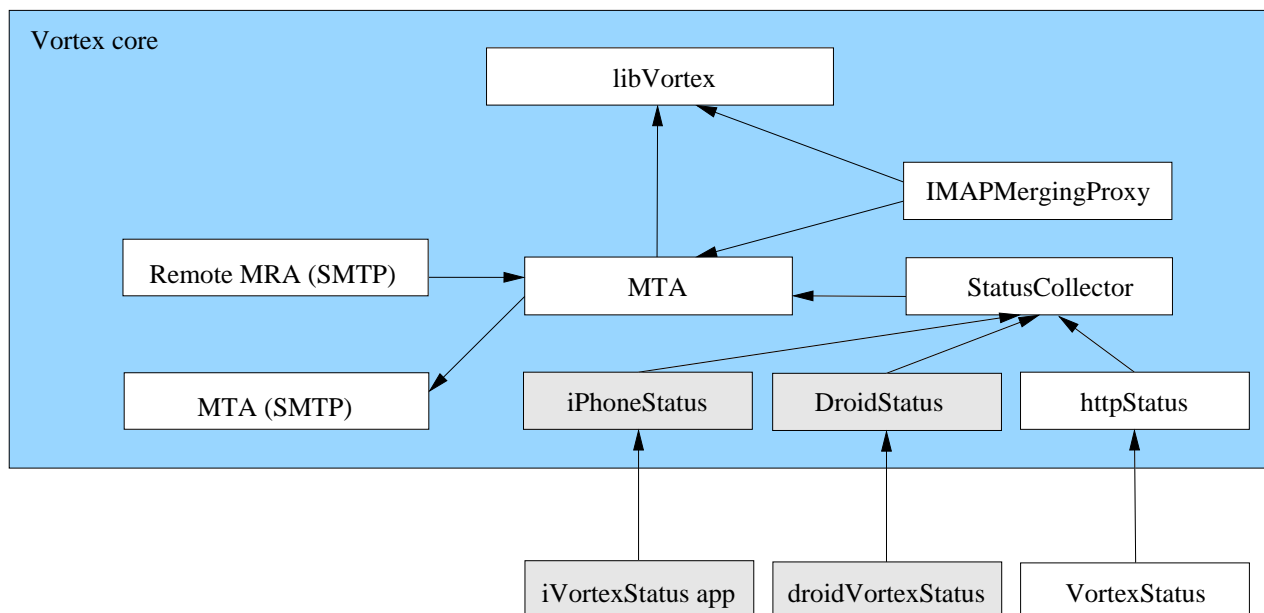 Vortex core
libVortex
IMAPMergingProxy
Remote MRA (SMTP)
MTA
StatusCollector
MTA (SMTP)
iPhoneStatus
DroidStatus
httpStatus
iVortexStatus app
droidVortexStatus
VortexStatus